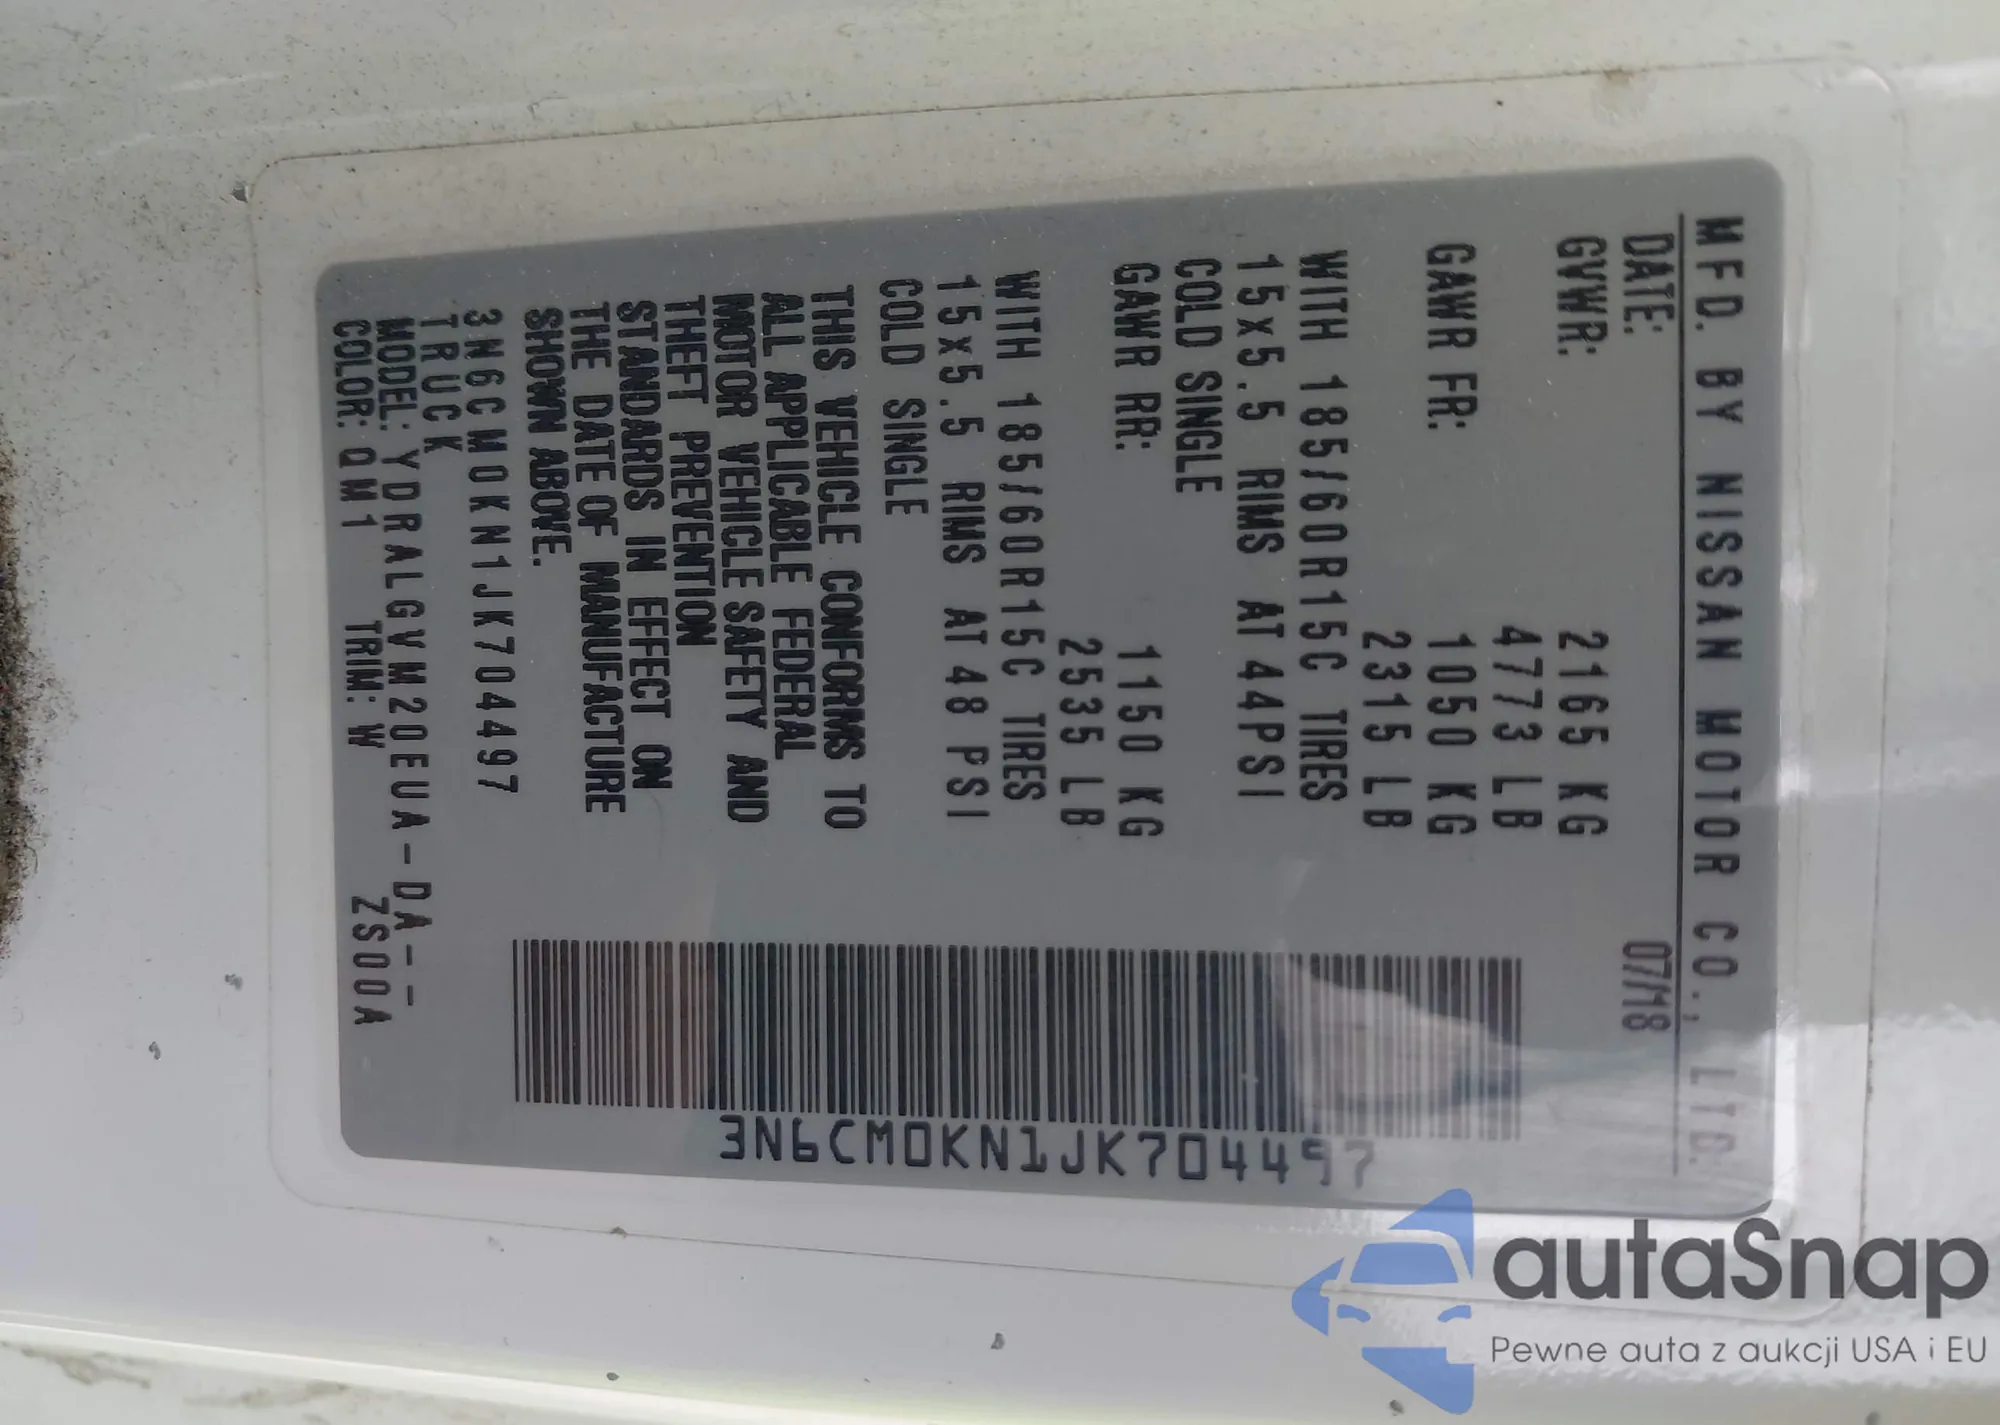 MFD. BY NISSAN MOTOR CO., LTD.
DATE: 07/18
GVWR: 2165 KG
4773 LB
GAWR FR: 1050 KG
2315 LB
WITH 185/60R15C TIRES
15x5.5 RIMS AT 44PSI
COLD SINGLE
GAWR RR: 1150 KG
2535 LB
WITH 185/60R15C TIRES
15x5.5 RIMS AT 48 PSI
COLD SINGLE
THIS VEHICLE CONFORMS TO
ALL APPLICABLE FEDERAL
MOTOR VEHICLE SAFETY AND
THEFT PREVENTION
STANDARDS IN EFFECT ON
THE DATE OF MANUFACTURE
SHOWN ABOVE.
3N6CM0KN1JK704497
TRUCK
MODEL: YDRALGVM20EUA-DA--
COLOR: QM1 TRIM: W ZS00A
3N6CM0KN1JK704497
autaSnap
Pewne auta z aukcji USA i EU